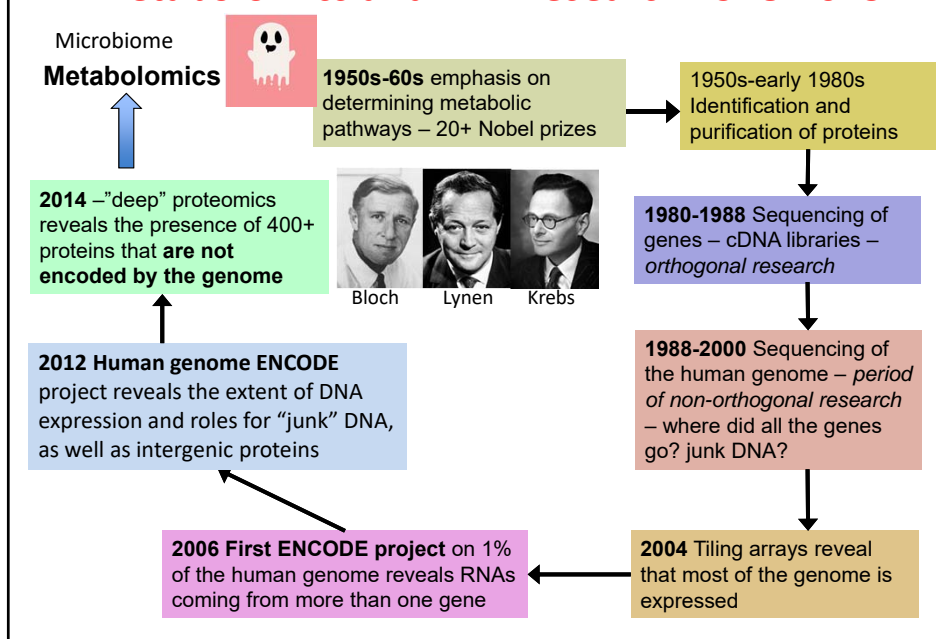 Microbiome
Metabolomics
1950s-60s emphasis on
determining metabolic
pathways – 20+ Nobel prizes
1950s-early 1980s
Identification and
purification of proteins
1980-1988 Sequencing of
genes – cDNA libraries –
orthogonal research
1988-2000 Sequencing of
the human genome – period
of non-orthogonal research
– where did all the genes
go? junk DNA?
2004 Tiling arrays reveal
that most of the genome is
expressed
2006 First ENCODE project on 1%
of the human genome reveals RNAs
coming from more than one gene
2012 Human genome ENCODE
project reveals the extent of DNA
expression and roles for “junk” DNA,
as well as intergenic proteins
2014 –”deep” proteomics
reveals the presence of 400+
proteins that are not
encoded by the genome
Bloch
Lynen
Krebs